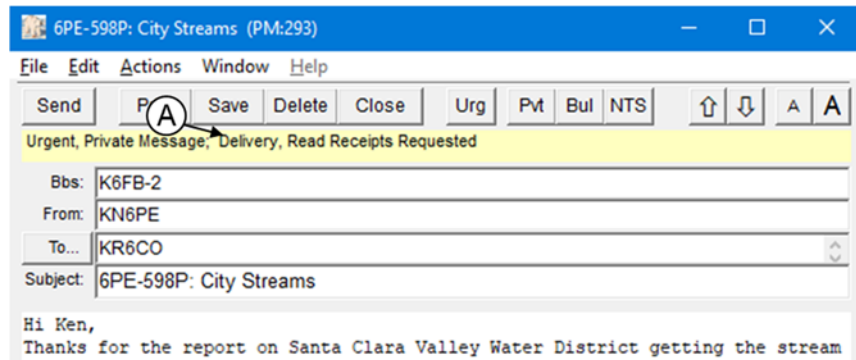 6PE-598P: City Streams (PM:293)
File Edit Actions Window Help
Send Save Delete Close Urg Pvt Bul NTS A A
A
Urgent, Private Message; Delivery, Read Receipts Requested
Bbs: K6FB-2
From: KN6PE
To... KR6CO
Subject: 6PE-598P: City Streams
Hi Ken,
Thanks for the report on Santa Clara Valley Water District getting the stream